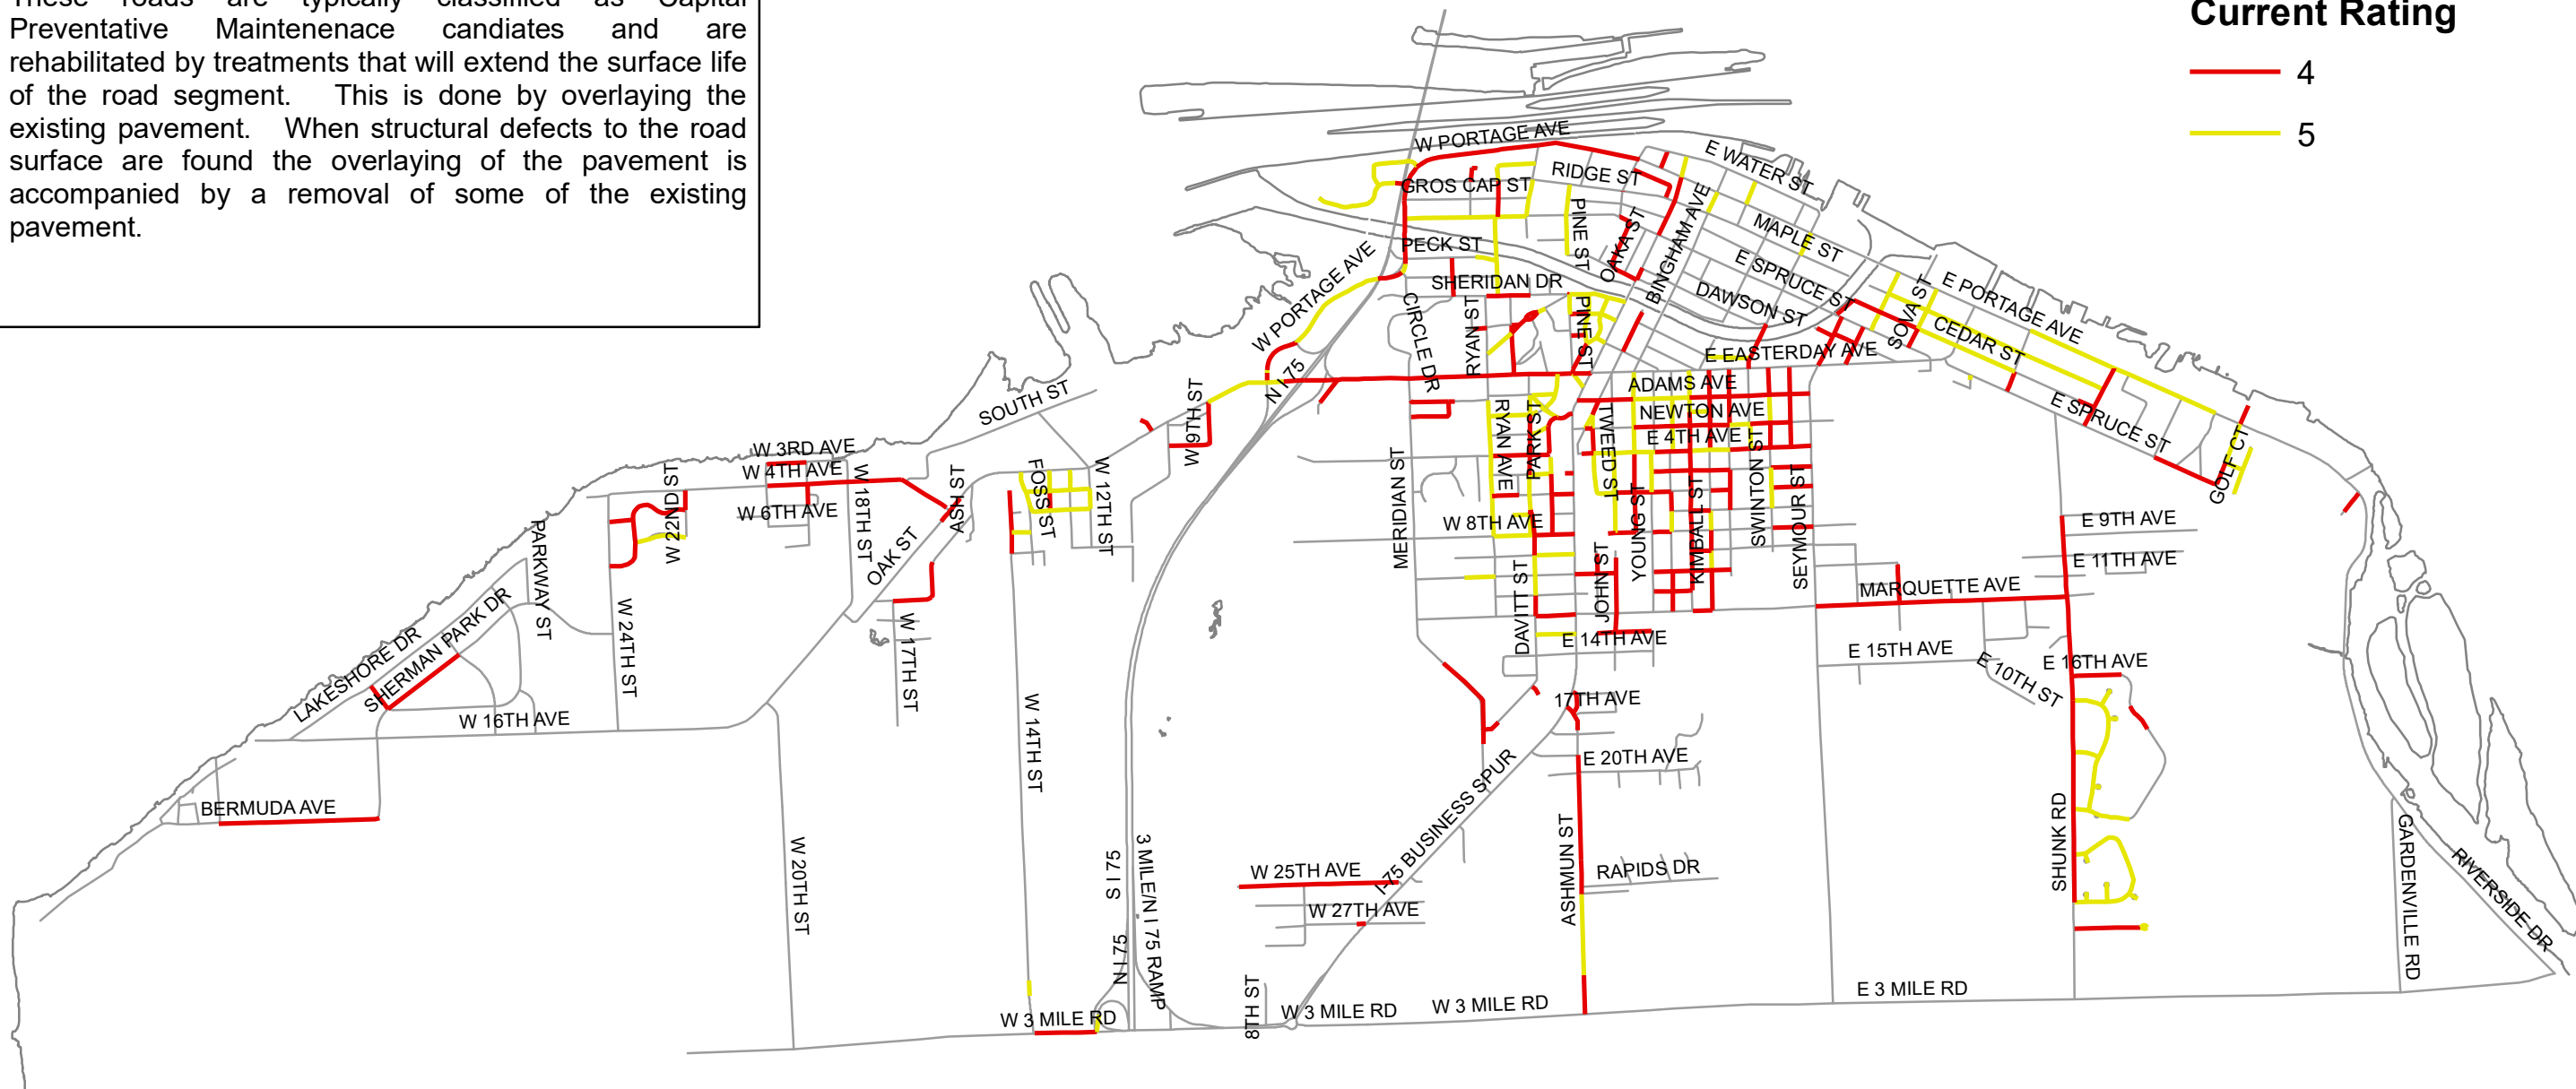 These roads are typically classified as Capital
Preventative Maintenenace candiates and are
rehabilitated by treatments that will extend the surface life
of the road segment. This is done by overlaying the
existing pavement. When structural defects to the road
surface are found the overlaying of the pavement is
accompanied by a removal of some of the existing
pavement.
Current Rating
4
5
W PORTAGE AVE
E WATER ST
RIDGE ST
GROS CAP ST
PINE ST
OAKA ST
BINGHAM AVE
MAPLE ST
PECK ST
E SPRUCE ST
SHERIDAN DR
DAWSON ST
SOVA ST
E PORTAGE AVE
W PORTAGE AVE
CIRCLE DR
RYAN ST
PINE ST
CEDAR ST
E EASTERDAY AVE
N I 75
ADAMS AVE
SOUTH ST
W 9TH ST
RYAN AVE
PARK ST
TWEED ST
NEWTON AVE
E 4TH AVE
E SPRUCE ST
GOLF CT
W 3RD AVE
W 4TH AVE
W 22ND ST
W 6TH AVE
W 18TH ST
ASH ST
FOSS ST
W 12TH ST
MERIDIAN ST
W 8TH AVE
YOUNG ST
KIMBALL ST
SWINTON ST
SEYMOUR ST
E 9TH AVE
E 11TH AVE
PARKWAY ST
OAK ST
DAVITT ST
JOHN ST
MARQUETTE AVE
LAKESHORE DR
SHERMAN PARK DR
W 24TH ST
W 17TH ST
E 14TH AVE
E 15TH AVE
E 10TH ST
E 16TH AVE
W 16TH AVE
W 14TH ST
17TH AVE
E 20TH AVE
BERMUDA AVE
W 20TH ST
S I 75
N I 75
3 MILE/N I 75 RAMP
W 25TH AVE
I-75 BUSINESS SPUR
W 27TH AVE
ASHMUN ST
RAPIDS DR
SHUNK RD
GARDENVILLE RD
RIVERSIDE DR
8TH ST
W 3 MILE RD
W 3 MILE RD
W 3 MILE RD
E 3 MILE RD